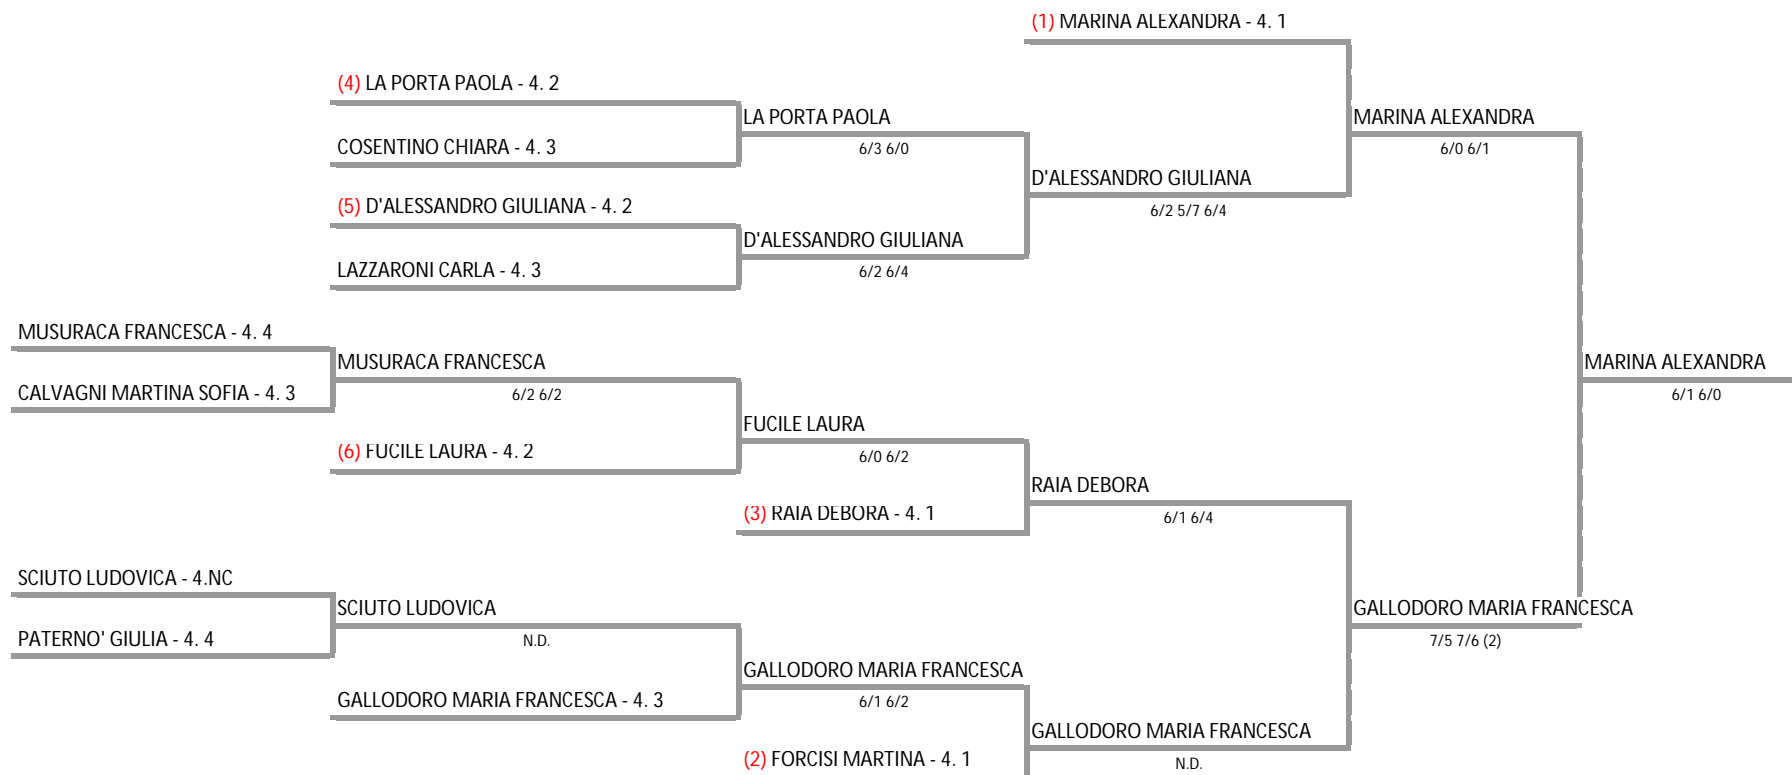 (1) MARINA ALEXANDRA - 4. 1
(4) LA PORTA PAOLA - 4. 2
LA PORTA PAOLA
MARINA ALEXANDRA
COSENTINO CHIARA - 4. 3
6/3 6/0
6/0 6/1
D'ALESSANDRO GIULIANA
(5) D'ALESSANDRO GIULIANA - 4. 2
6/2 5/7 6/4
D'ALESSANDRO GIULIANA
LAZZARONI CARLA - 4. 3
6/2 6/4
MUSURACA FRANCESCA - 4. 4
MUSURACA FRANCESCA
MARINA ALEXANDRA
CALVAGNI MARTINA SOFIA - 4. 3
6/2 6/2
6/1 6/0
FUCILE LAURA
(6) FUCILE LAURA - 4. 2
6/0 6/2
RAIA DEBORA
(3) RAIA DEBORA - 4. 1
6/1 6/4
SCIUTO LUDOVICA - 4.NC
SCIUTO LUDOVICA
GALLODORO MARIA FRANCESCA
PATERNO' GIULIA - 4. 4
N.D.
7/5 7/6 (2)
GALLODORO MARIA FRANCESCA
GALLODORO MARIA FRANCESCA - 4. 3
6/1 6/2
GALLODORO MARIA FRANCESCA
(2) FORCISI MARTINA - 4. 1
N.D.